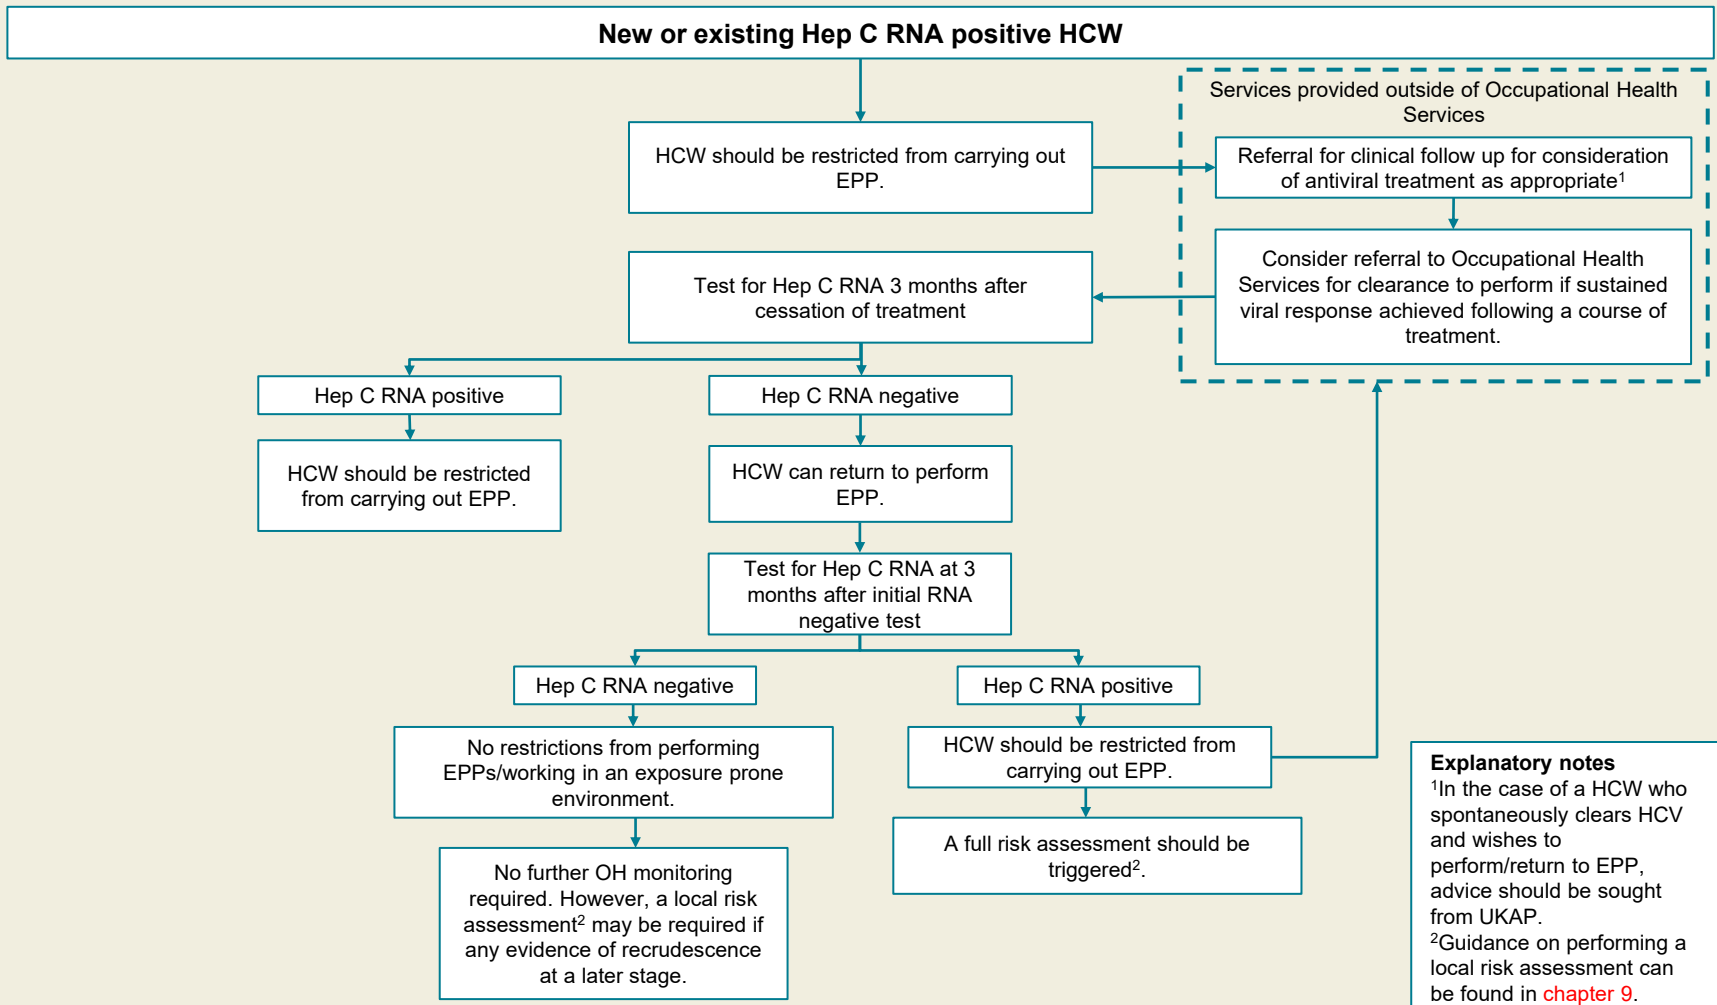 New or existing Hep C RNA positive HCW
Services provided outside of Occupational Health
Services
HCW should be restricted from carrying out
EPP.
Referral for clinical follow up for consideration
of antiviral treatment as appropriate¹
Consider referral to Occupational Health
Services for clearance to perform if sustained
viral response achieved following a course of
treatment.
Test for Hep C RNA 3 months after
cessation of treatment
Hep C RNA positive
Hep C RNA negative
HCW should be restricted
from carrying out EPP.
HCW can return to perform
EPP.
Test for Hep C RNA at 3
months after initial RNA
negative test
Hep C RNA negative
Hep C RNA positive
No restrictions from performing
EPPs/working in an exposure prone
environment.
HCW should be restricted from
carrying out EPP.
No further OH monitoring
required. However, a local risk
assessment² may be required if
any evidence of recrudescence
at a later stage.
A full risk assessment should be
triggered².
Explanatory notes
¹In the case of a HCW who
spontaneously clears HCV
and wishes to
perform/return to EPP,
advice should be sought
from UKAP.
²Guidance on performing a
local risk assessment can
be found in chapter 9.